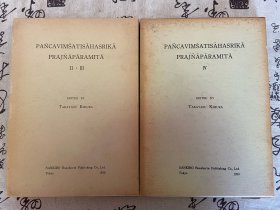 PAÑCAVIMŚATISĀHASRIKĀ
PRAJÑĀPĀRAMITĀ
II · III
EDITED BY
TAKAYASU KIMURA
SANKIBO Busshorin Publishing Co., Ltd.
Tokyo
PAÑCAVIMŚATISĀHASRIKĀ
PRAJÑĀPĀRAMITĀ
IV
EDITED BY
TAKAYASU KIMURA
SANKIBO Busshorin Publishing Co., Ltd.
Tokyo